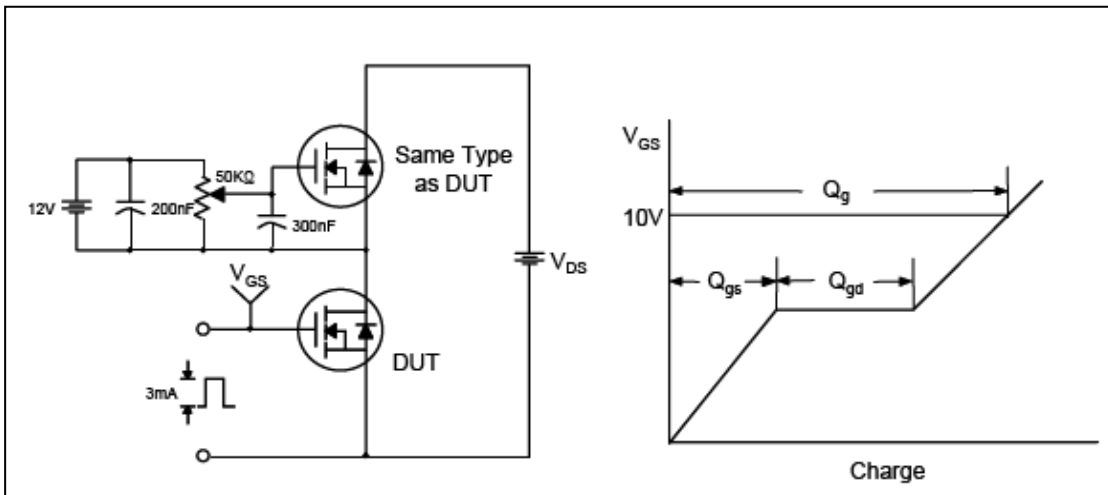 Same Type
as DUT
50KΩ
12V
200nF
300nF
V_GS
DUT
3mA
V_DS
V_GS
10V
Q_g
Q_gs
Q_gd
Charge